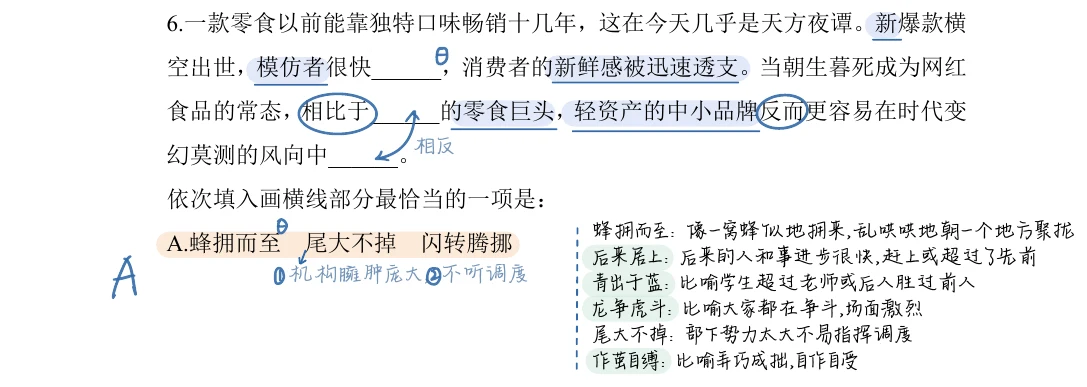 6.一款零食以前能靠独特口味畅销十几年，这在今天几乎是天方夜谭。新爆款横
空出世，模仿者很快______，消费者的新鲜感被迅速透支。当朝生暮死成为网红
食品的常态，相比于______的零食巨头，轻资产的中小品牌反而更容易在时代变
幻莫测的风向中______。
相反
依次填入画横线部分最恰当的一项是：
A.蜂拥而至 尾大不掉 闪转腾挪
①机构臃肿庞大②不听调度
A
蜂拥而至：像一窝蜂似地拥来,乱哄哄地朝一个地方聚拢
后来居上：后来的人和事进步很快,赶上或超过了先前
青出于蓝：比喻学生超过老师或后人胜过前人
龙争虎斗：比喻大家都在争斗,场面激烈
尾大不掉：部下势力太大不易指挥调度
作茧自缚：比喻弄巧成拙,自作自受